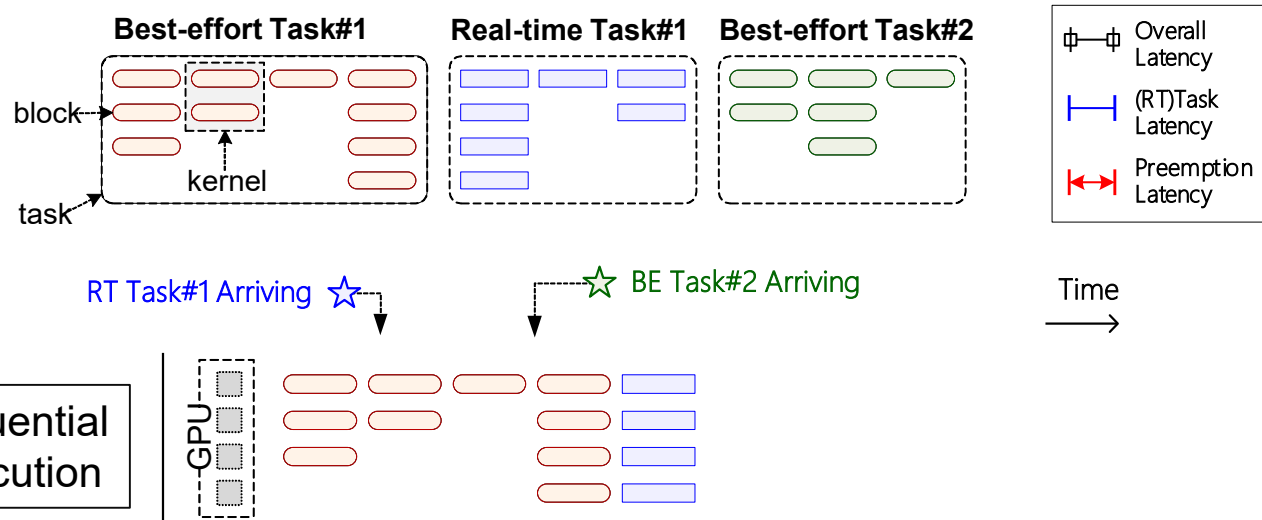 Best-effort Task#1
Real-time Task#1
Best-effort Task#2
block
kernel
task
Overall
Latency
(RT)Task
Latency
Preemption
Latency
RT Task#1 Arriving
BE Task#2 Arriving
Time
GPU
uential
cution